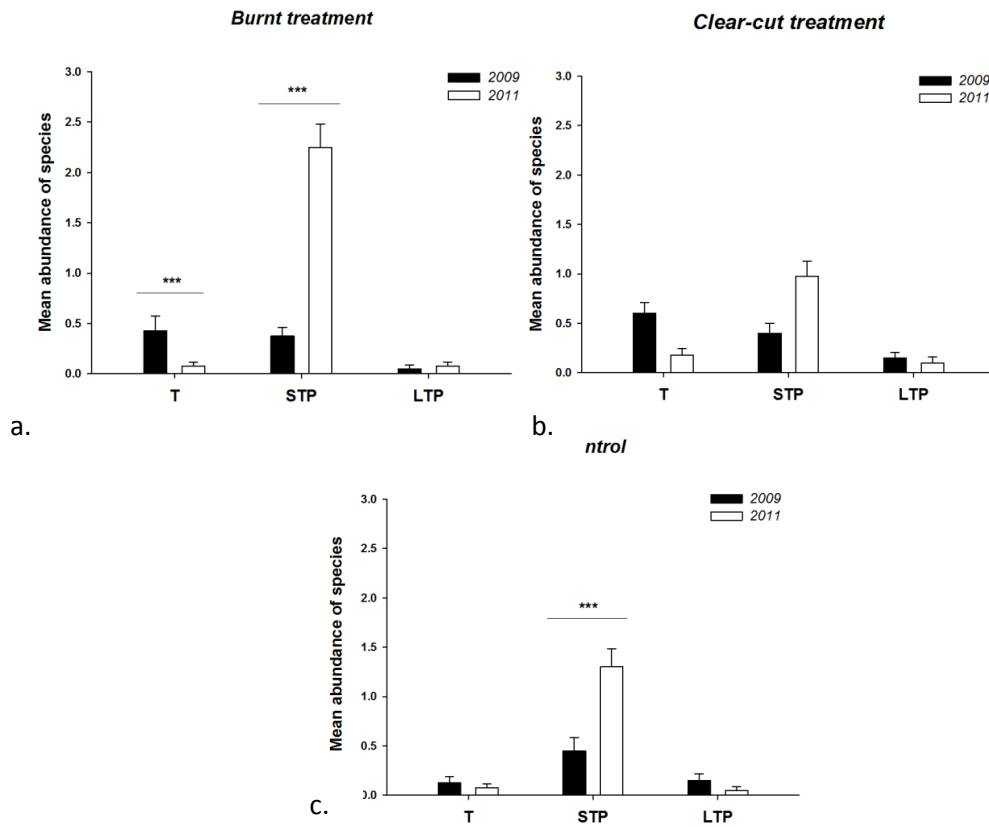 Burnt treatment
Mean abundance of species
3.0
2.5
2.0
1.5
1.0
0.5
0.0
2009
2011
***
***
T STP LTP
a.
Clear-cut treatment
Mean abundance of species
3.0
2.5
2.0
1.5
1.0
0.5
0.0
2009
2011
T STP LTP
b.
ntrol
Mean abundance of species
3.0
2.5
2.0
1.5
1.0
0.5
0.0
2009
2011
***
T STP LTP
c.